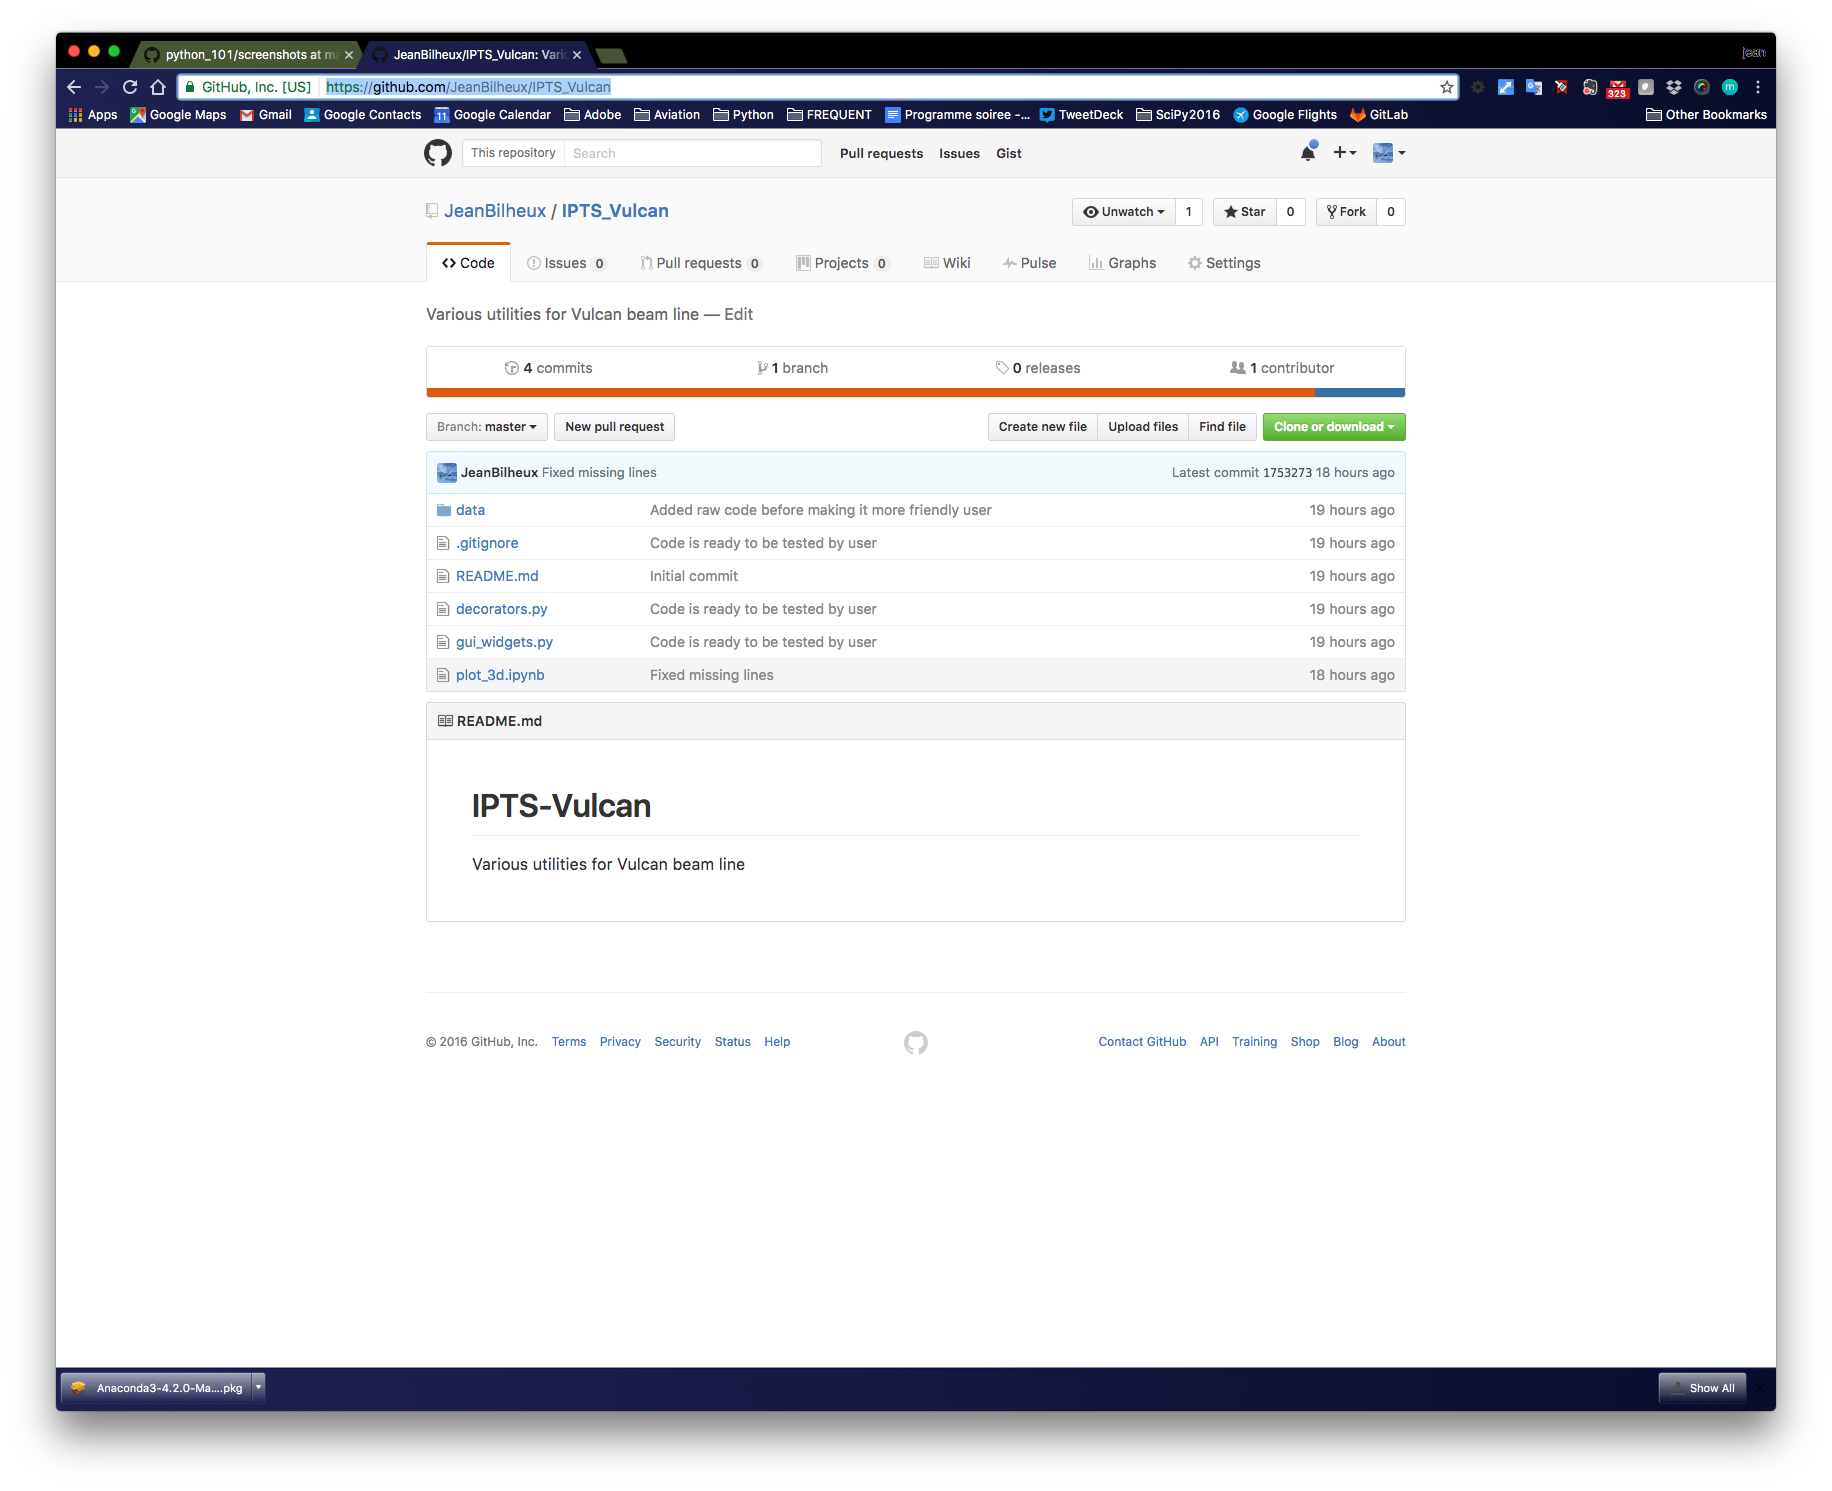 python_101/screenshots at ma
JeanBilheux/IPTS_Vulcan: Vario
jean
GitHub, Inc. [US]
https://github.com/JeanBilheux/IPTS_Vulcan
323
m
Apps
Google Maps
Gmail
Google Contacts
11
Google Calendar
Adobe
Aviation
Python
FREQUENT
Programme soiree -...
TweetDeck
SciPy2016
Google Flights
GitLab
Other Bookmarks
This repository
Search
Pull requests
Issues
Gist
JeanBilheux / IPTS_Vulcan
Unwatch 1
Star 0
Fork 0
Code
Issues 0
Pull requests 0
Projects 0
Wiki
Pulse
Graphs
Settings
Various utilities for Vulcan beam line — Edit
4 commits
1 branch
0 releases
1 contributor
Branch: master
New pull request
Create new file
Upload files
Find file
Clone or download
JeanBilheux Fixed missing lines
Latest commit 1753273 18 hours ago
data Added raw code before making it more friendly user 19 hours ago
.gitignore Code is ready to be tested by user 19 hours ago
README.md Initial commit 19 hours ago
decorators.py Code is ready to be tested by user 19 hours ago
gui_widgets.py Code is ready to be tested by user 19 hours ago
plot_3d.ipynb Fixed missing lines 18 hours ago
README.md
IPTS-Vulcan
Various utilities for Vulcan beam line
© 2016 GitHub, Inc. Terms Privacy Security Status Help
Contact GitHub API Training Shop Blog About
Anaconda3-4.2.0-Ma....pkg
Show All